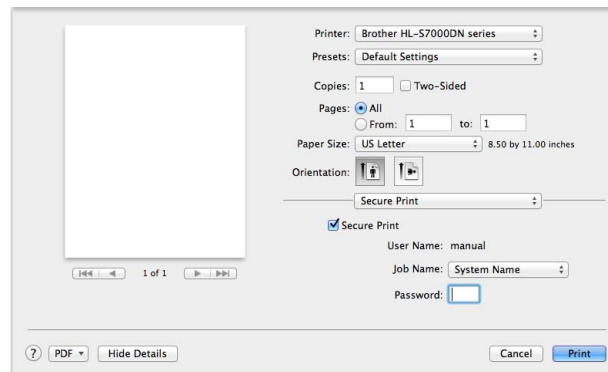 Printer: Brother HL-S7000DN series
Presets: Default Settings
Copies: 1 Two-Sided
Pages: All
From: 1 to: 1
Paper Size: US Letter 8.50 by 11.00 inches
Orientation:
Secure Print
Secure Print
User Name: manual
Job Name: System Name
Password:
1 of 1
? PDF Hide Details Cancel Print